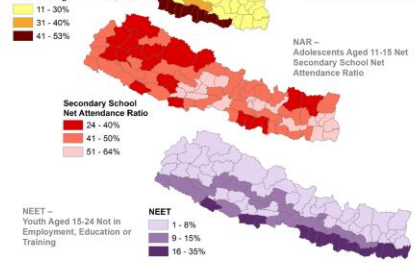 11 - 30%
31 - 40%
41 - 53%
NAR –
Adolescents Aged 11-15 Net
Secondary School Net
Attendance Ratio
Secondary School
Net Attendance Ratio
24 - 40%
41 - 50%
51 - 64%
NEET –
Youth Aged 15-24 Not in
Employment, Education or
Training
NEET
1 - 8%
9 - 15%
16 - 35%